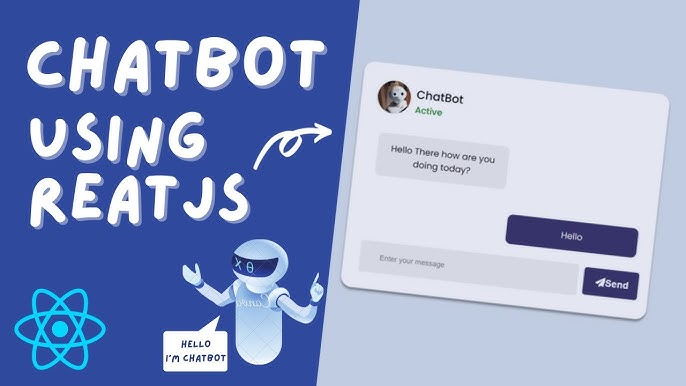 CHATBOT
USING
REATJS
HELLO
I'M CHATBOT
ChatBot
Active
Hello There how are you
doing today?
Hello
Enter your message
Send